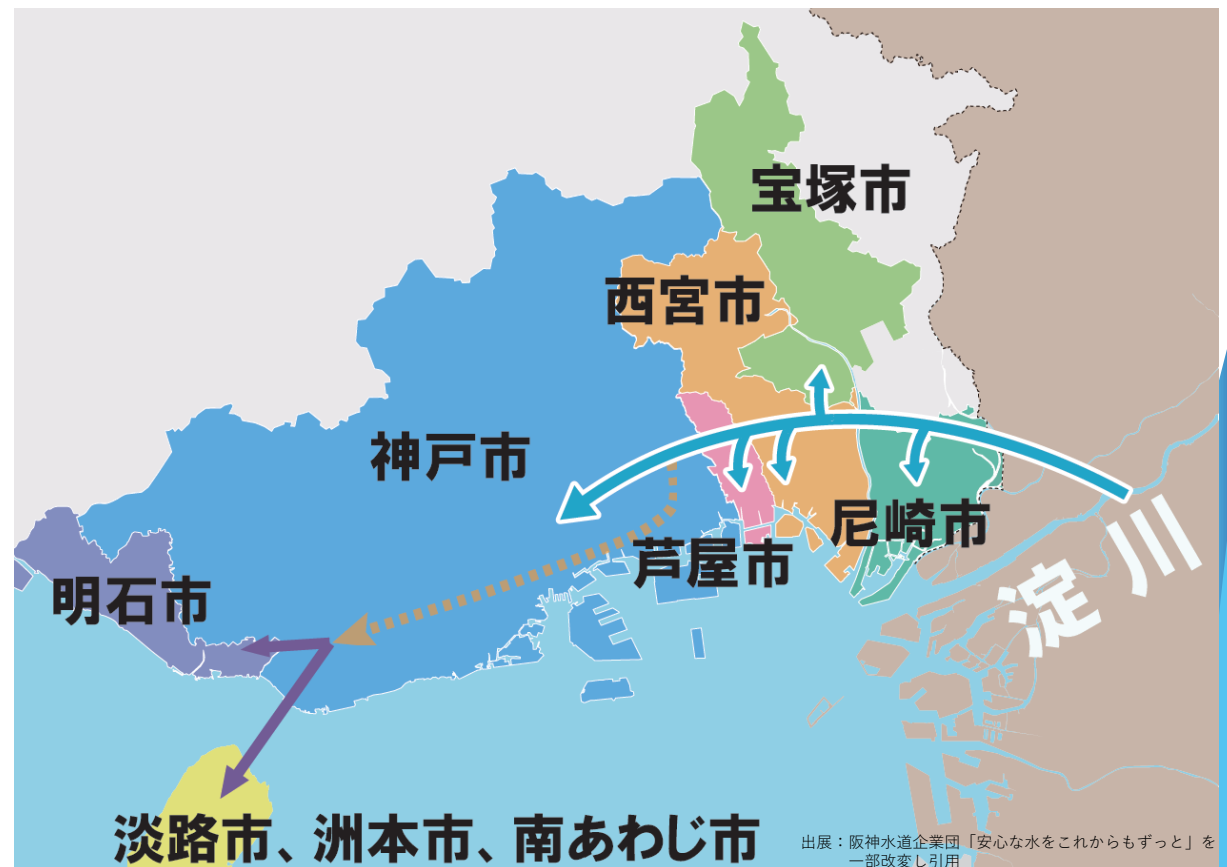 宝塚市
西宮市
神戸市
尼崎市
芦屋市
明石市
淀川
淡路市、洲本市、南あわじ市
出展：阪神水道企業団「安心な水をこれからもずっと」を
一部改変し引用